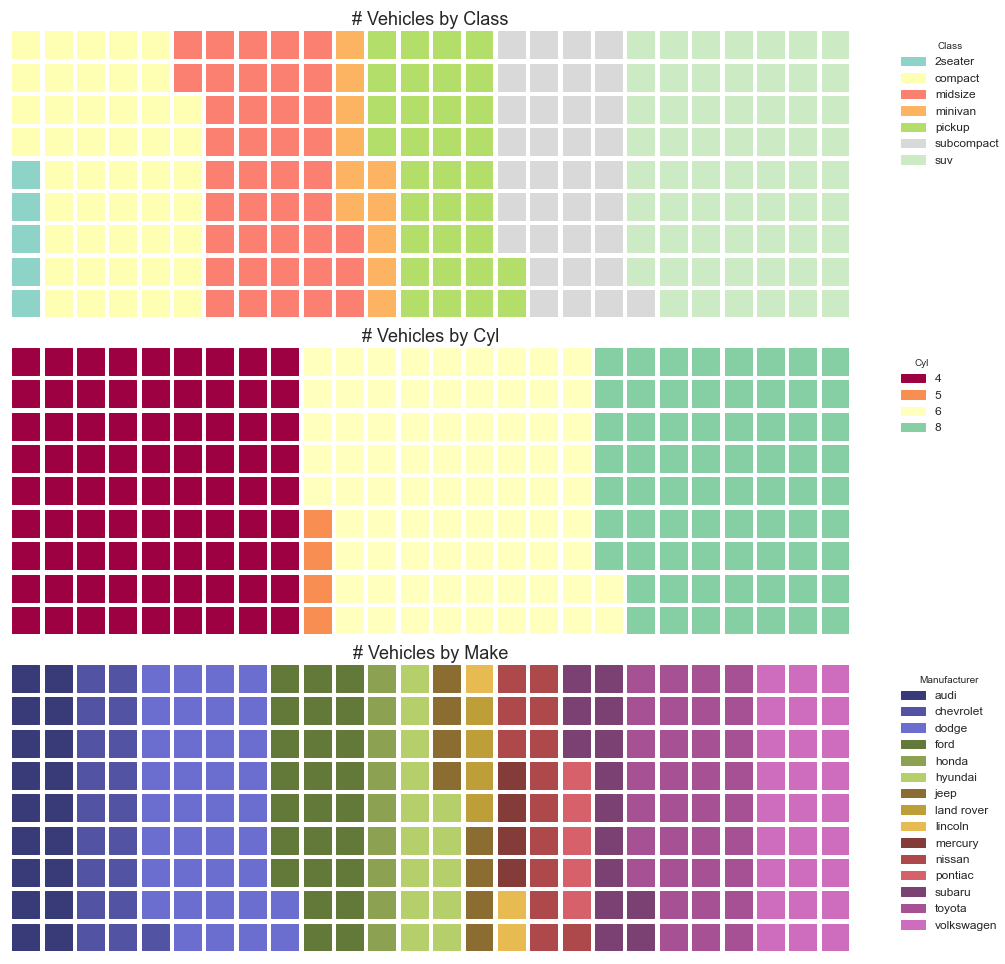 # Vehicles by Class
Class
2seater
compact
midsize
minivan
pickup
subcompact
suv
# Vehicles by Cyl
Cyl
4
5
6
8
# Vehicles by Make
Manufacturer
audi
chevrolet
dodge
ford
honda
hyundai
jeep
land rover
lincoln
mercury
nissan
pontiac
subaru
toyota
volkswagen